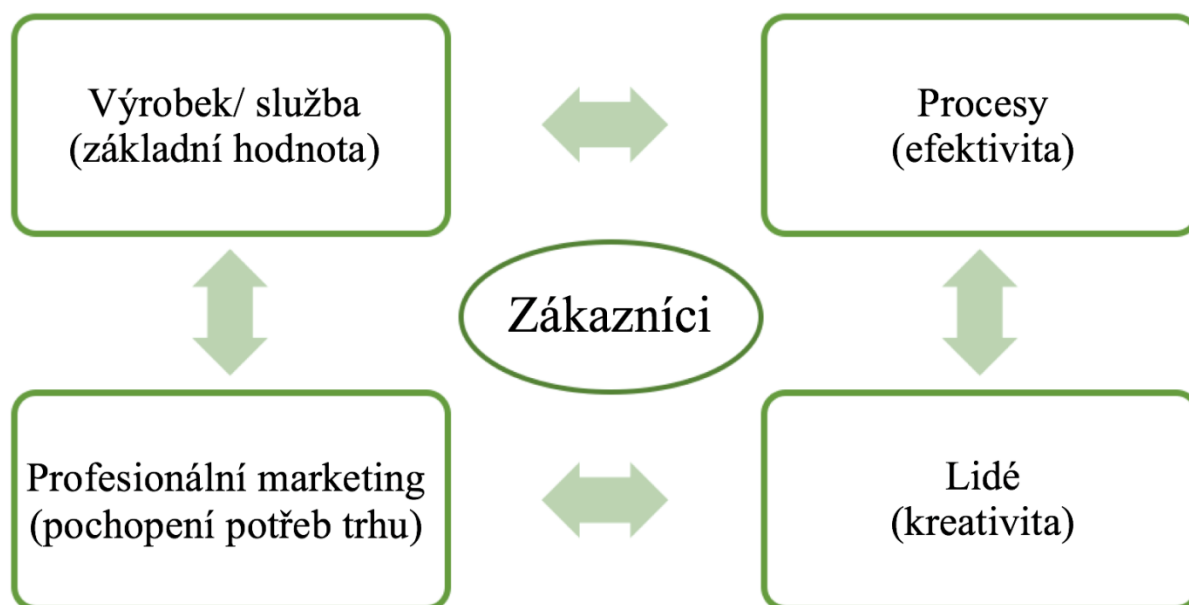 Výrobek/ služba
(základní hodnota)
Procesy
(efektivita)
Zákazníci
Profesionální marketing
(pochopení potřeb trhu)
Lidé
(kreativita)